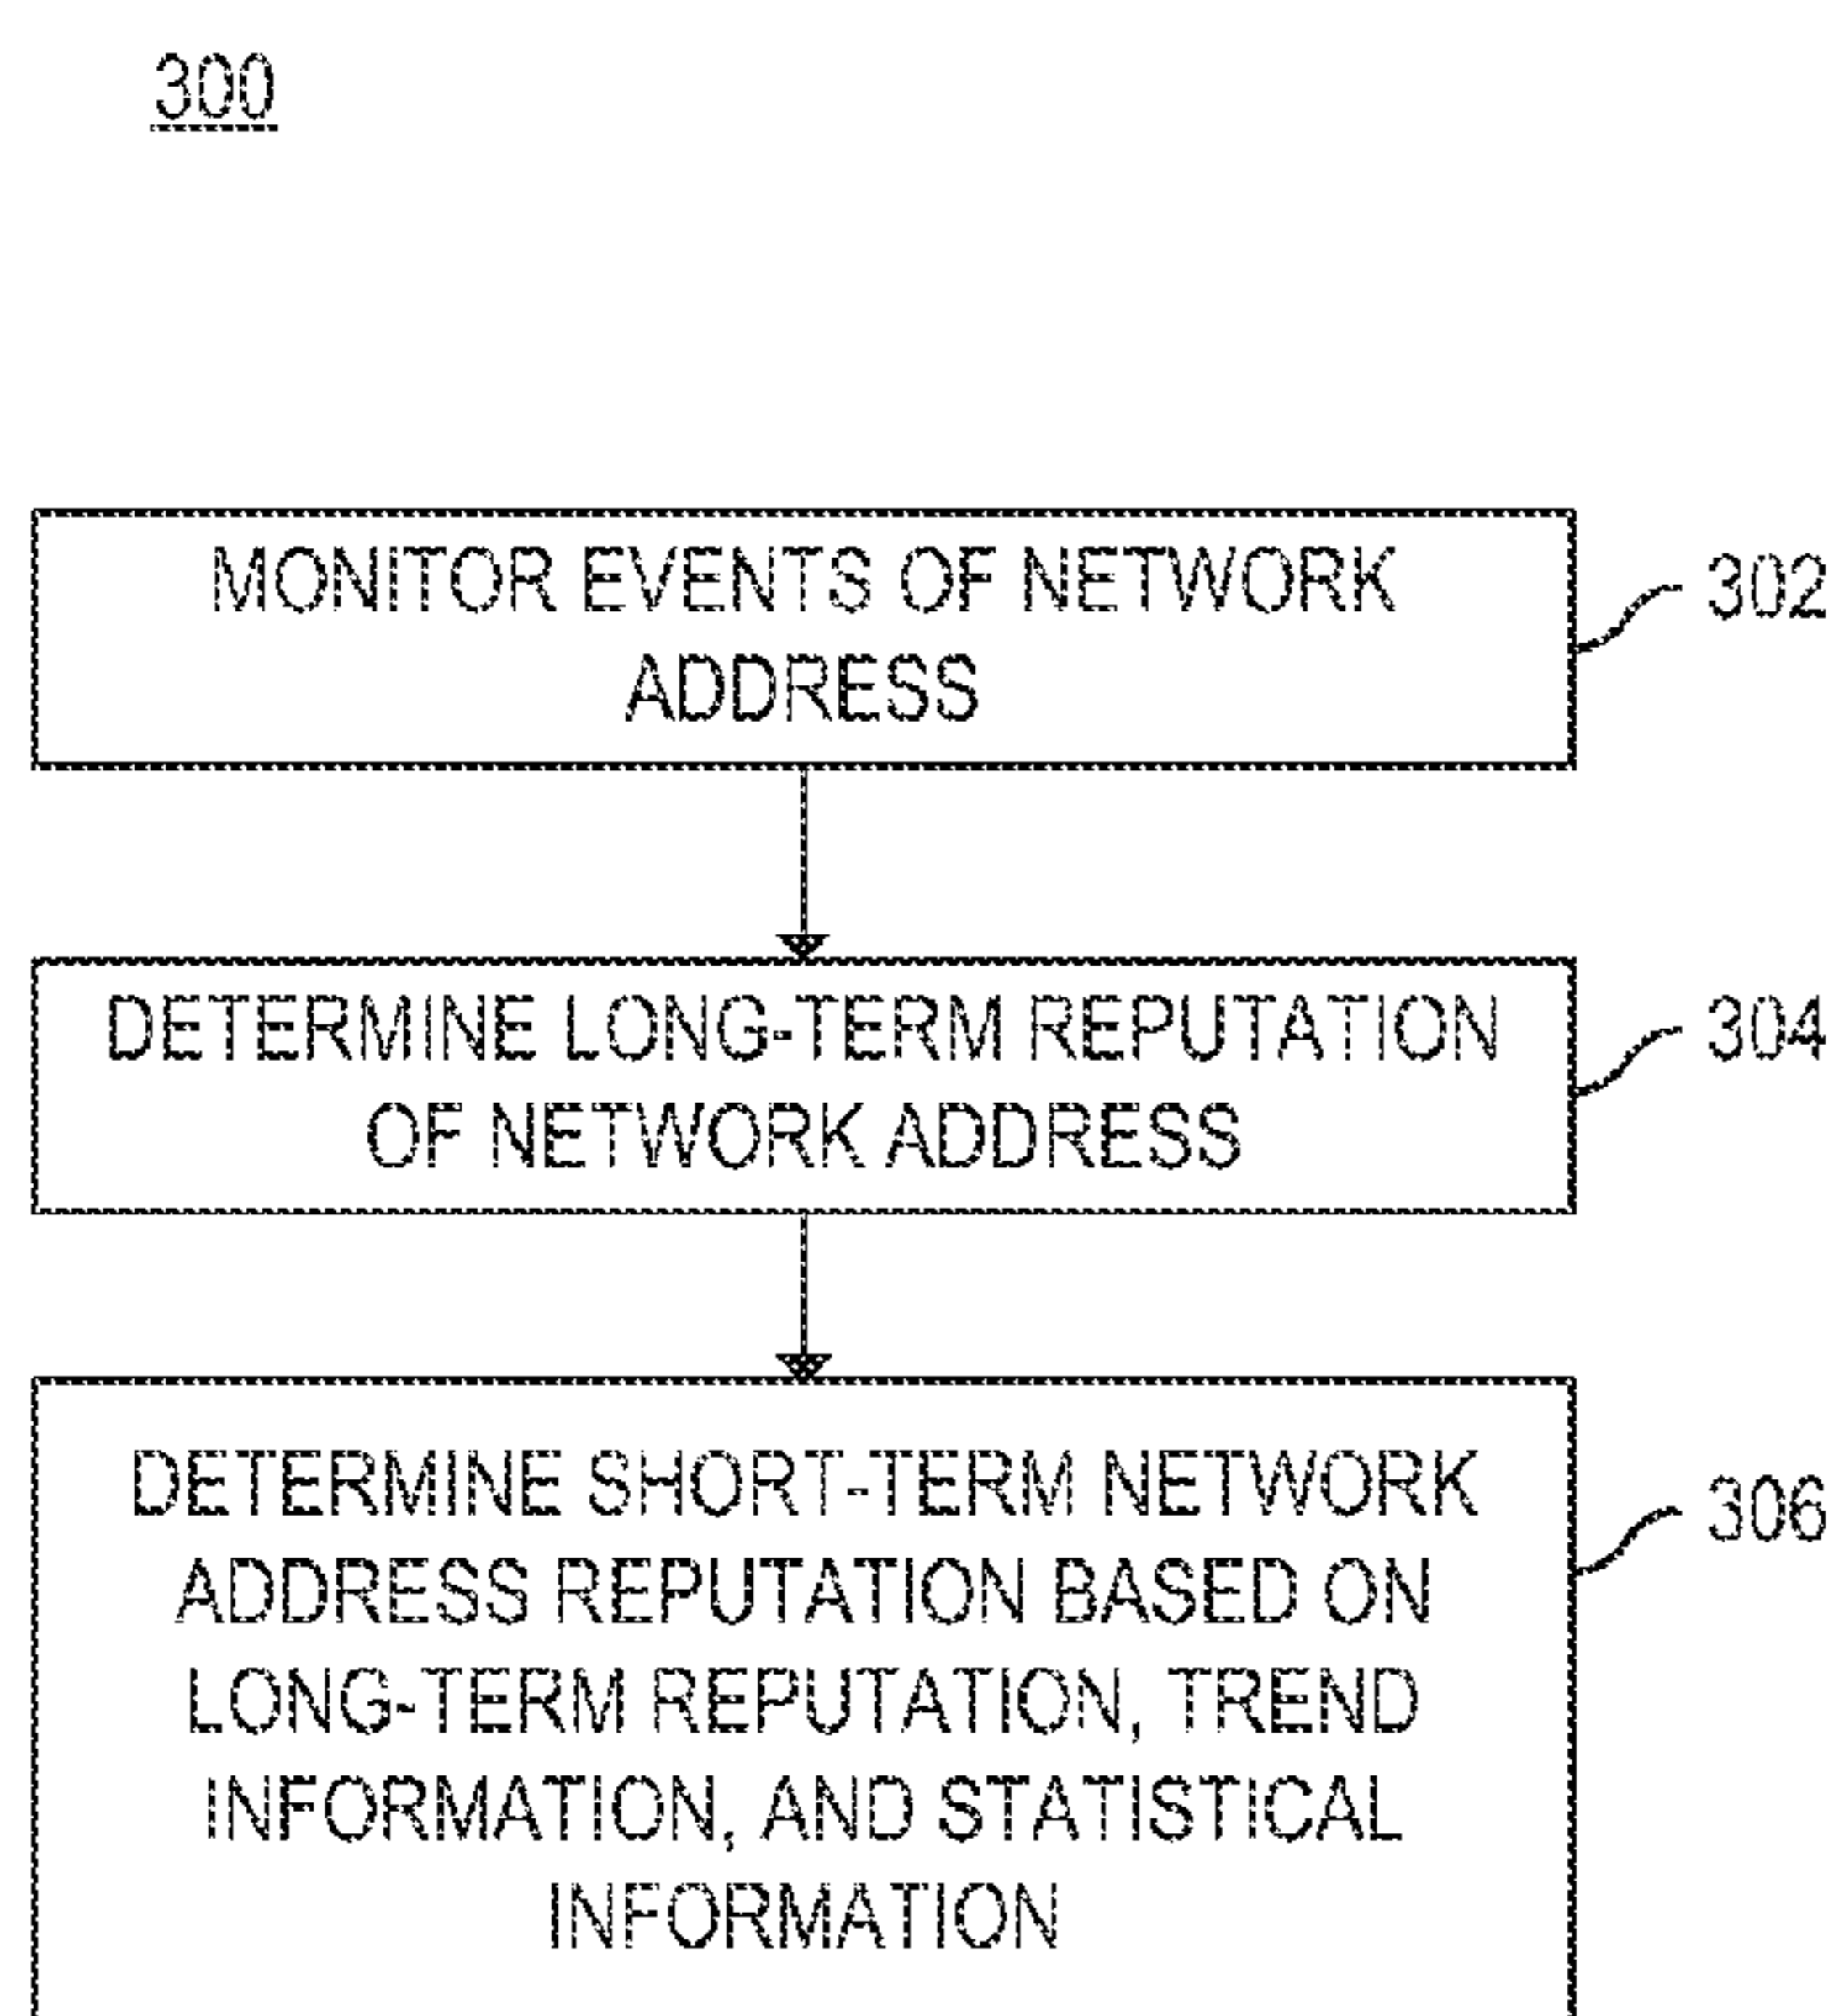 300
MONITOR EVENTS OF NETWORK
ADDRESS
302
DETERMINE LONG-TERM REPUTATION
OF NETWORK ADDRESS
304
DETERMINE SHORT-TERM NETWORK
ADDRESS REPUTATION BASED ON
LONG-TERM REPUTATION, TREND
INFORMATION, AND STATISTICAL
INFORMATION
306